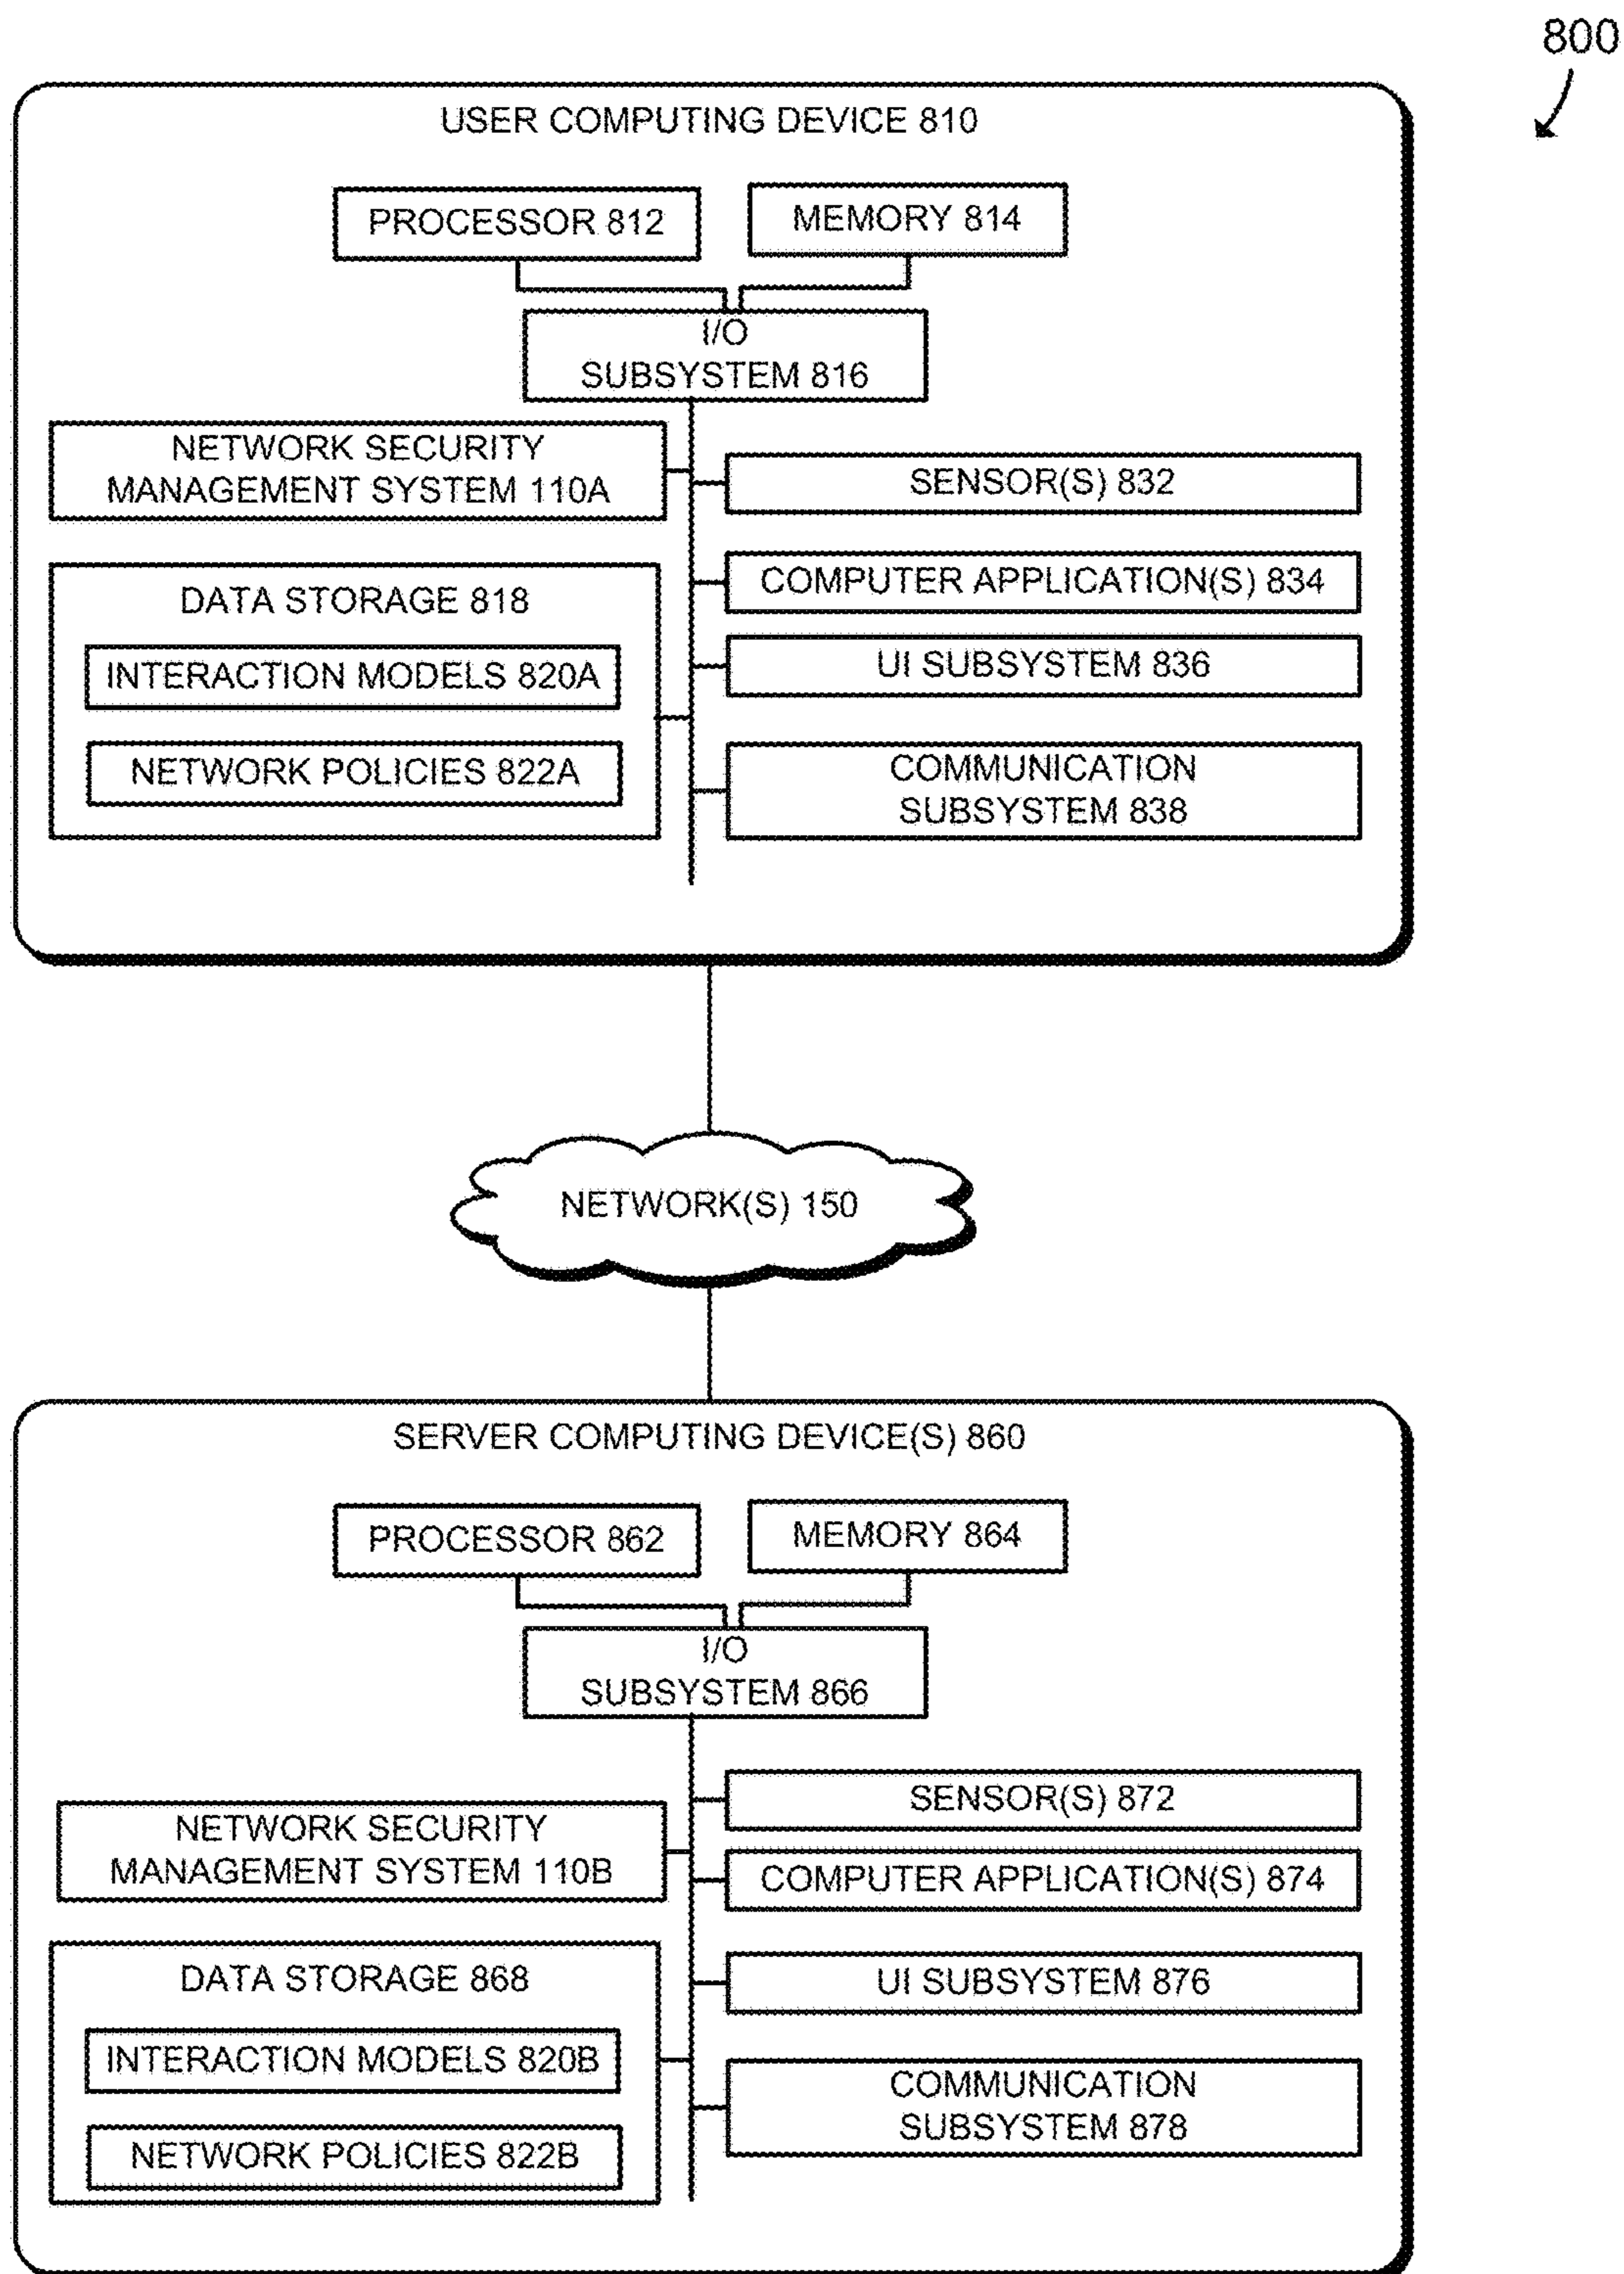 800
USER COMPUTING DEVICE 810
PROCESSOR 812
MEMORY 814
I/O
SUBSYSTEM 816
NETWORK SECURITY
MANAGEMENT SYSTEM 110A
SENSOR(S) 832
DATA STORAGE 818
COMPUTER APPLICATION(S) 834
INTERACTION MODELS 820A
UI SUBSYSTEM 836
NETWORK POLICIES 822A
COMMUNICATION
SUBSYSTEM 838
NETWORK(S) 150
SERVER COMPUTING DEVICE(S) 860
PROCESSOR 862
MEMORY 864
I/O
SUBSYSTEM 866
NETWORK SECURITY
MANAGEMENT SYSTEM 110B
SENSOR(S) 872
COMPUTER APPLICATION(S) 874
DATA STORAGE 868
UI SUBSYSTEM 876
INTERACTION MODELS 820B
NETWORK POLICIES 822B
COMMUNICATION
SUBSYSTEM 878